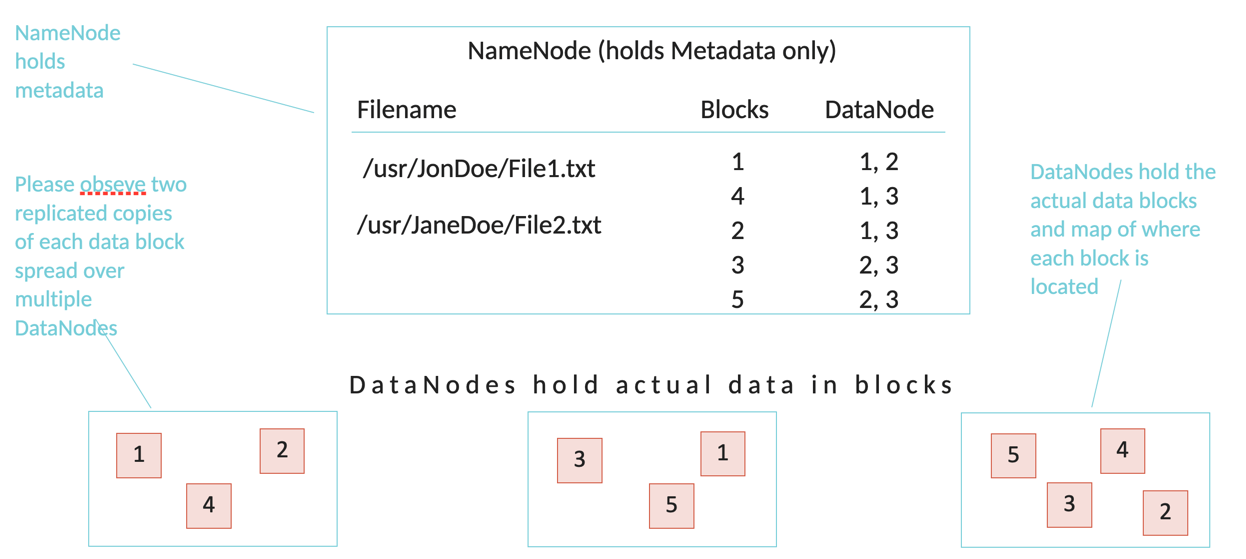 NameNode
holds
metadata
NameNode (holds Metadata only)
Filename Blocks DataNode
/usr/JonDoe/File1.txt 1 1, 2
4 1, 3
/usr/JaneDoe/File2.txt 2 1, 3
3 2, 3
5 2, 3
Please obseve two
replicated copies
of each data block
spread over
multiple
DataNodes
DataNodes hold the
actual data blocks
and map of where
each block is
located
DataNodes hold actual data in blocks
1 2
4
3 1
5
5 4
3 2